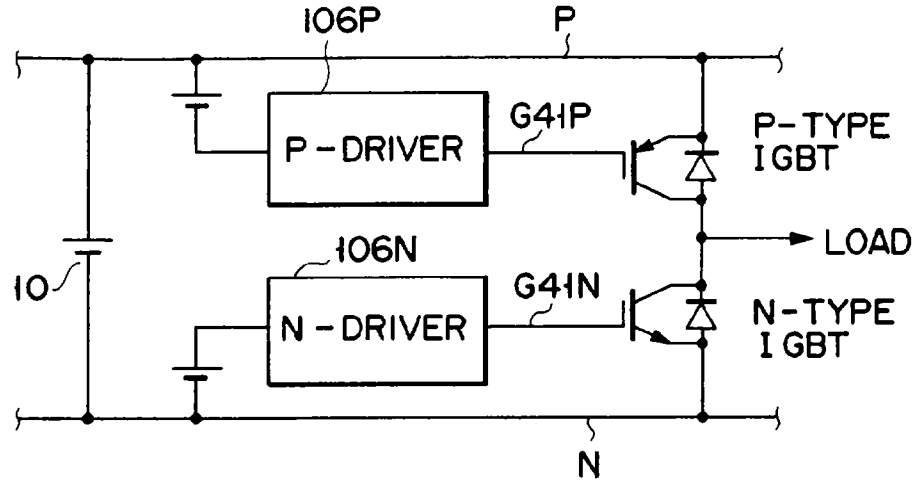 106P
P
P-DRIVER
G41P
P-TYPE
IGBT
LOAD
10
106N
N-DRIVER
G41N
N-TYPE
IGBT
N